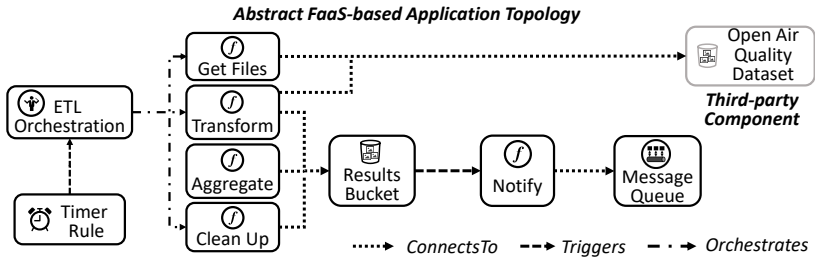 Abstract FaaS-based Application Topology
f
Get Files
Open Air
Quality
Dataset
Third-party
Component
ETL
Orchestration
f
Transform
f
Aggregate
Results
Bucket
f
Notify
Message
Queue
Timer
Rule
f
Clean Up
ConnectsTo
Triggers
Orchestrates